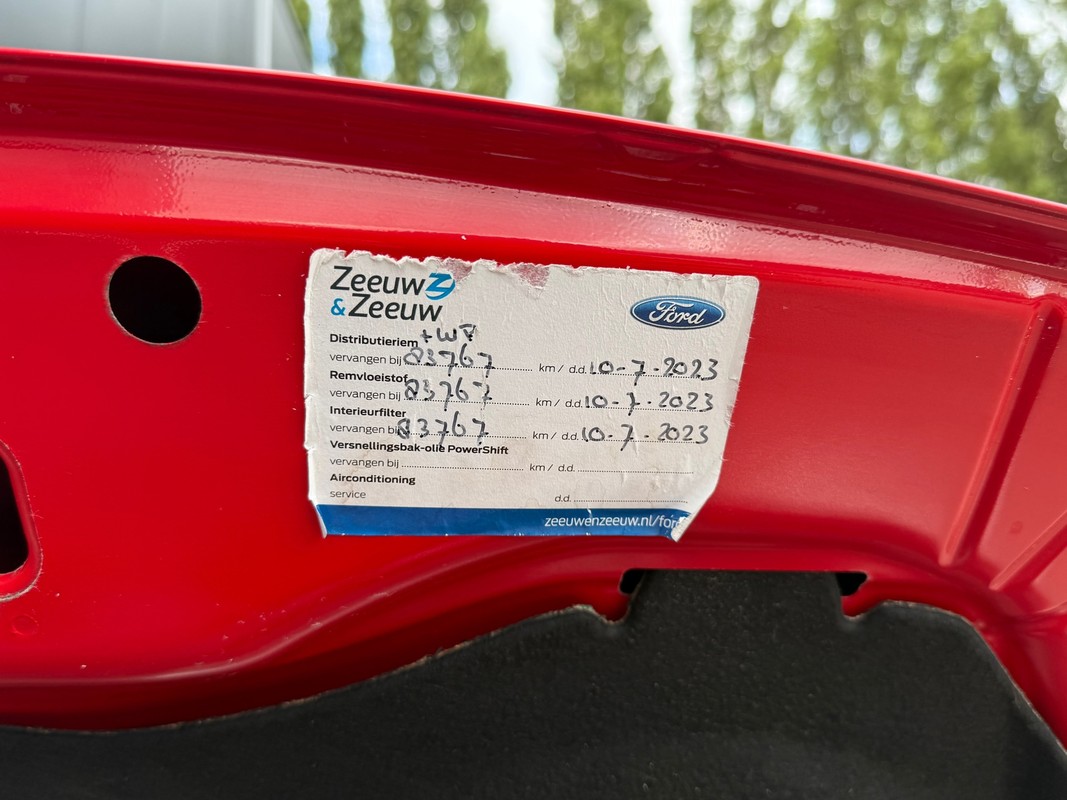 Zeeuw
&Zeeuw
Ford
Distributieriem + WP
vervangen bij 83767 km / d.d. 10-7-2023
Remvloeistof
vervangen bij 83767 km / d.d. 10-7-2023
Interieurfilter
vervangen bij 83767 km / d.d. 10-7-2023
Versnellingsbak-olie PowerShift
vervangen bij km / d.d.
Airconditioning
service d.d.
zeeuwenzeeuw.nl/for